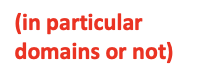 (in particular
domains or not)